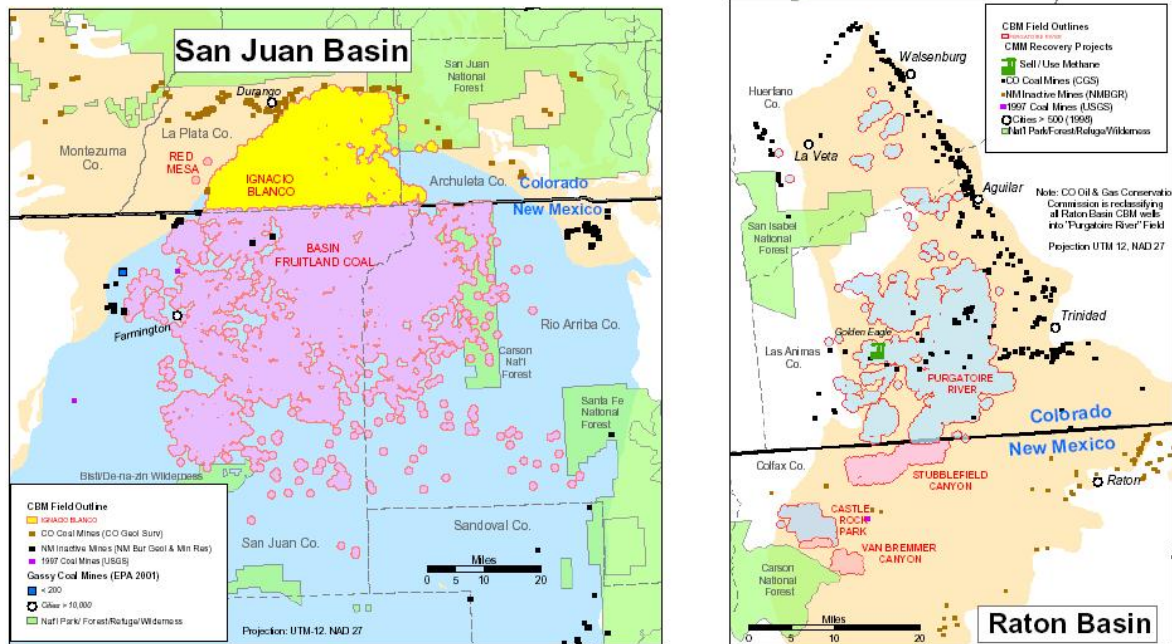 San Juan Basin
San Juan
National
Forest
Durango
La Plata Co.
Montezuma
Co.
RED
MESA
IGNACIO
BLANCO
Archuleta Co.
Colorado
New Mexico
BASIN
FRUITLAND COAL
Farmington
Rio Arriba Co.
Carson
Nat'l
Forest
Santa Fe
National
Forest
Bisti/De-na-zin Wilderness
Sandoval Co.
San Juan Co.
Miles
0 5 10 20
Projection: UTM-12. NAD 27
CBM Field Outline
IGNACIO BLANCO
CO Coal Mines (CO Geol Surv)
NM Inactive Mines (NM Bur Geol & Min Res)
1997 Coal Mines (USGS)
Gassy Coal Mines (EPA 2001)
< 200
Cities > 10,000
Nat'l Park/ Forest/Refuge/Wilderness
CBM Field Outlines
PURGATOIRE RIVER
CMM Recovery Projects
Sell / Use Methane
CO Coal Mines (CGS)
NM Inactive Mines (NMBGR)
1997 Coal Mines (USGS)
Cities > 500 (1998)
Nat'l Park/Forest/Refuge/Wilderness
Walsenburg
Huerfano
Co.
La Veta
Aguilar
Note: CO Oil & Gas Conservatio
Commission is reclassifying
all Raton Basin CBM wells
into "Purgatoire River" Field
Projection UTM 12, NAD 27
San Isabel
National
Forest
Trinidad
Golden Eagle
Las Animas
Co.
PURGATOIRE
RIVER
Colorado
New Mexico
Colfax Co.
STUBBLEFIELD
CANYON
Raton
CASTLE
ROCK
PARK
VAN BREMMER
CANYON
Carson
National
Forest
Miles
0 5 10 20
Raton Basin